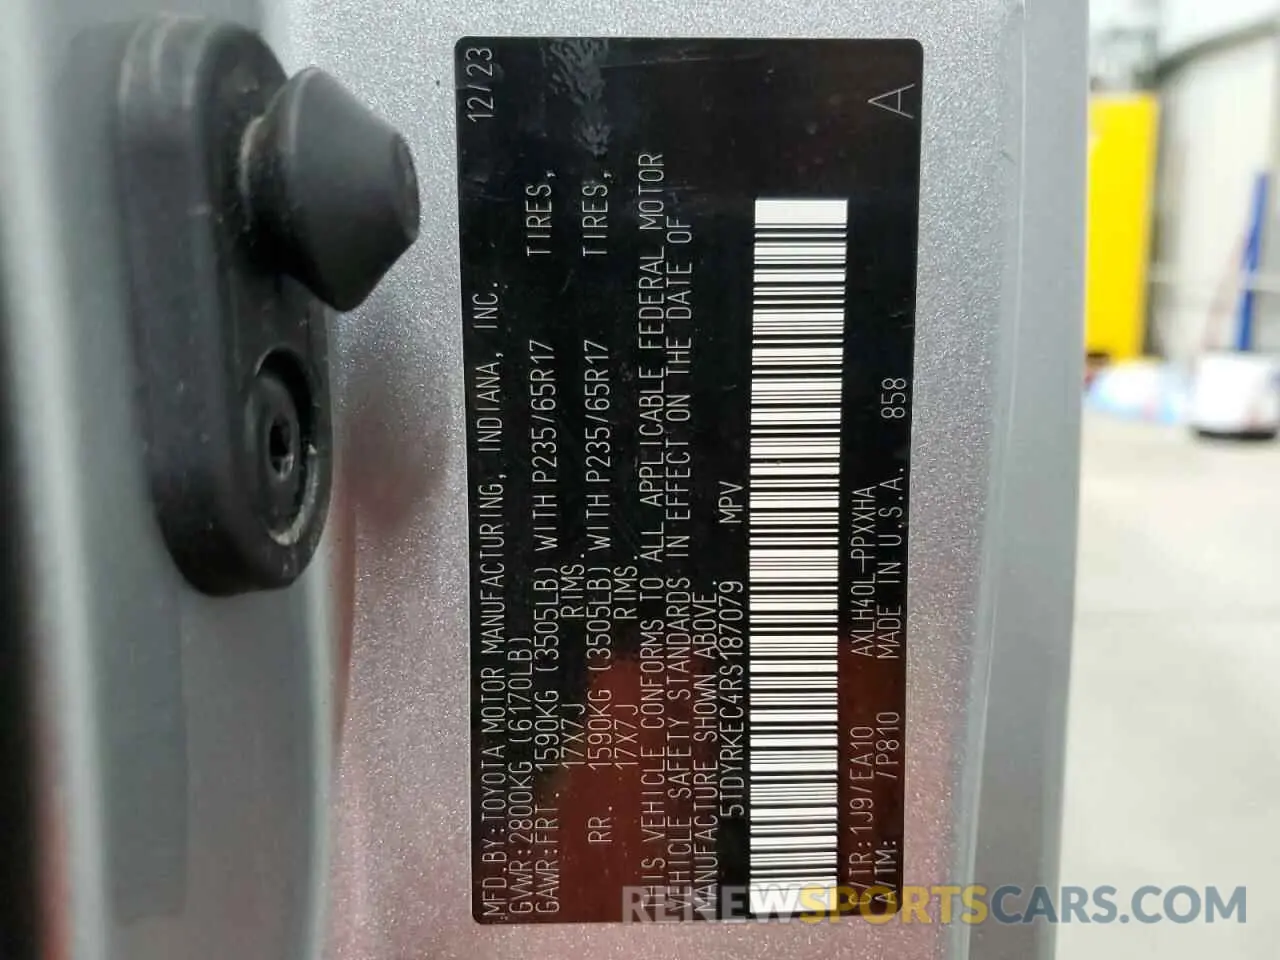 MFD.BY:TOYOTA MOTOR MANUFACTURING, INDIANA, INC. 12/23
GVWR:2800KG (6170LB)
GAWR:FRT. 1590KG (3505LB) WITH P235/65R17 TIRES,
17X7J RIMS.
RR. 1590KG (3505LB) WITH P235/65R17 TIRES,
17X7J RIMS.
THIS VEHICLE CONFORMS TO ALL APPLICABLE FEDERAL MOTOR
VEHICLE SAFETY STANDARDS IN EFFECT ON THE DATE OF
MANUFACTURE SHOWN ABOVE.
5TDYRKEC4RS187079 MPV
C/TR:1J9/EA10 AXLH40L-PPXXHA
A/TM: /P810 MADE IN U.S.A. 858 A
RENEWSPORTSCARS.COM